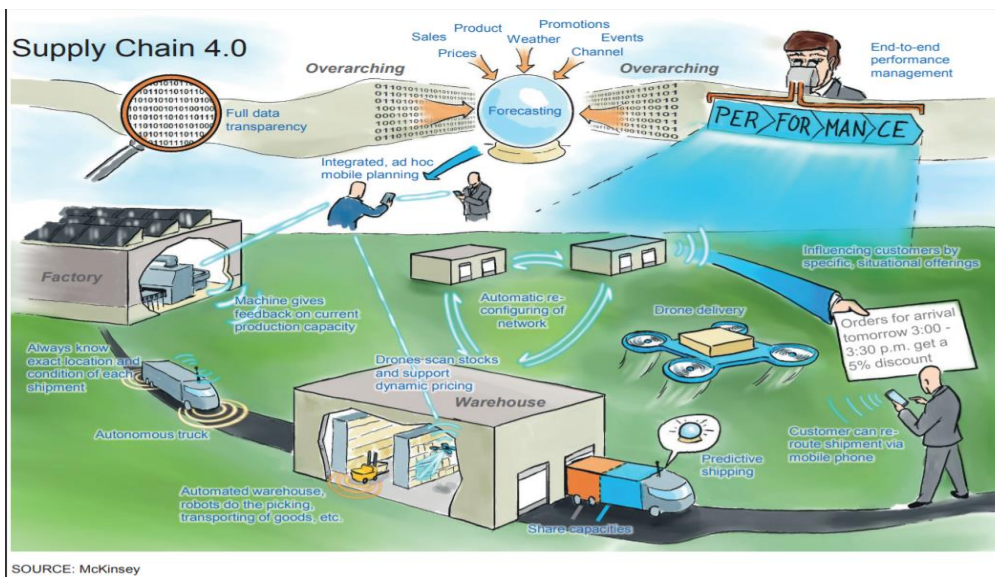 Supply Chain 4.0
Sales
Product
Promotions
Prices
Weather
Events
Channel
Overarching
Overarching
End-to-end
performance
management
Full data
transparency
Forecasting
PER FOR MAN CE
Integrated, ad hoc
mobile planning
Factory
Influencing customers by
specific, situational offerings
Machine gives
feedback on current
production capacity
Automatic re-
configuring of
network
Drone delivery
Orders for arrival
tomorrow 3:00 -
3:30 p.m. get a
5% discount
Always know
exact location and
condition of each
shipment
Drones scan stocks
and support
dynamic pricing
Warehouse
Autonomous truck
Customer can re-
route shipment via
mobile phone
Predictive
shipping
Automated warehouse,
robots do the picking,
transporting of goods, etc.
Share capacities
SOURCE: McKinsey